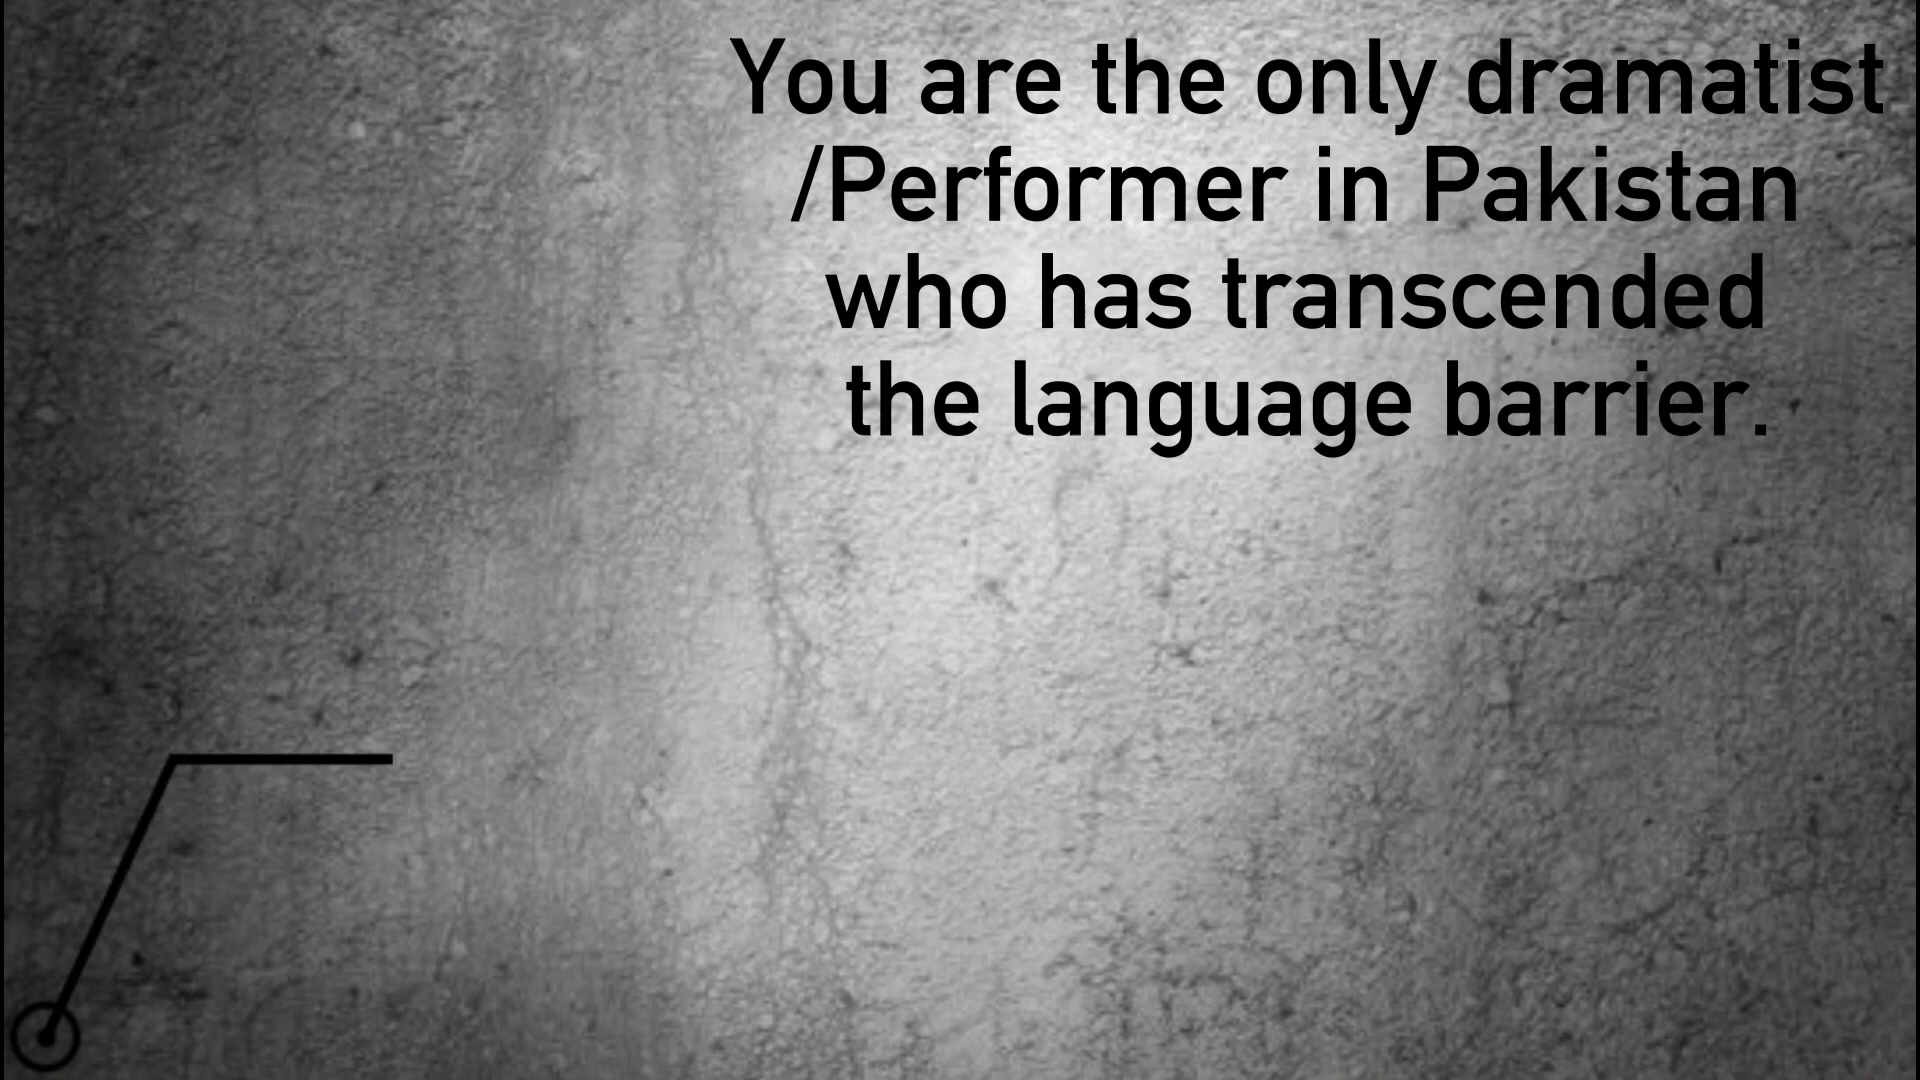 You are the only dramatist
/Performer in Pakistan
who has transcended
the language barrier.